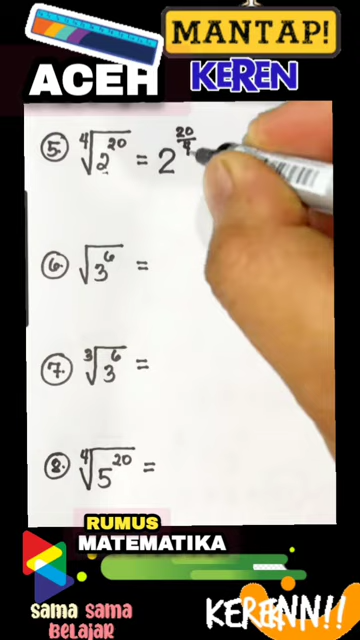 MANTAP!
ACEH KEREN
5. ⁴√2²⁰ = 2^(20/4)
6. √3⁶ =
7. ³√3⁶ =
8. ⁴√5²⁰ =
RUMUS
MATEMATIKA
sama sama
belajar
KERENN!!